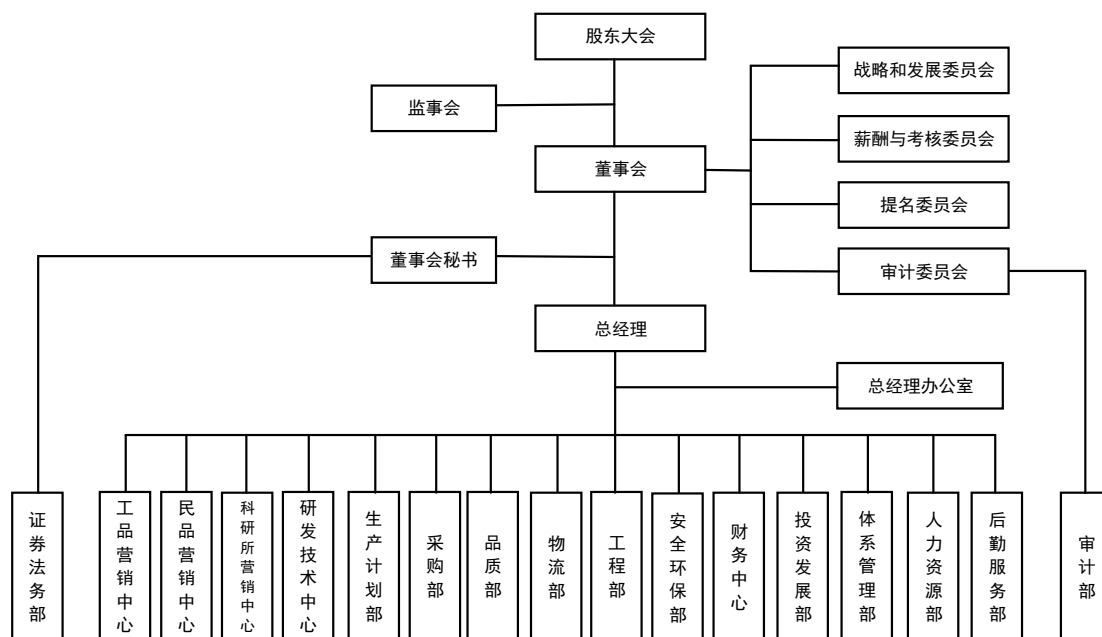 股东大会
战略和发展委员会
监事会
薪酬与考核委员会
董事会
提名委员会
董事会秘书
审计委员会
总经理
总经理办公室
证券法务部
工品营销中心
民品营销中心
科研所营销中心
研发技术中心
生产计划部
采购部
品质部
物流部
工程部
安全环保部
财务中心
投资发展部
体系管理部
人力资源部
后勤服务部
审计部